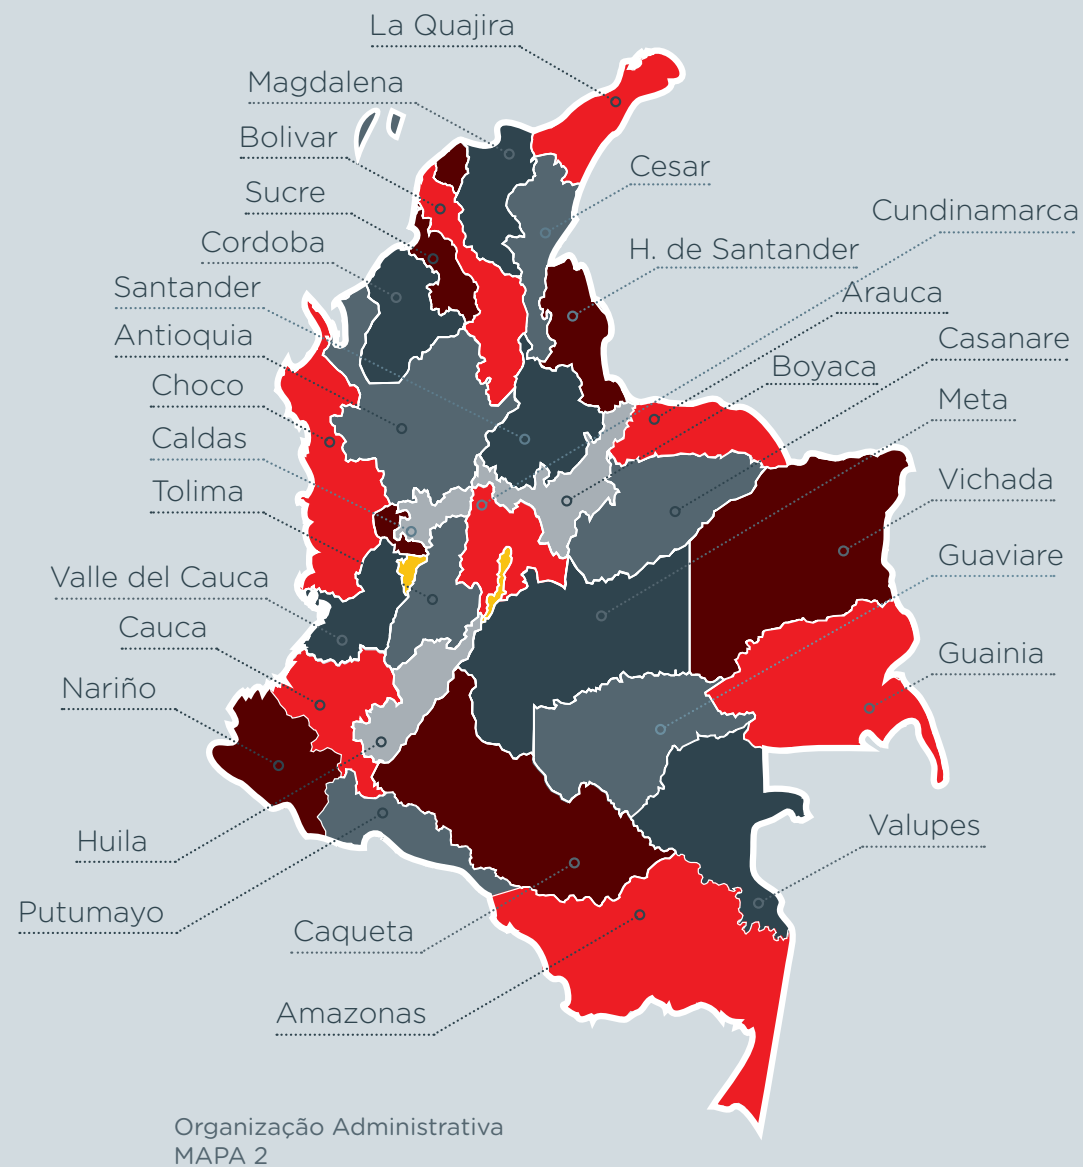 La Quajira
Magdalena
Bolivar
Sucre
Cordoba
Santander
Antioquia
Choco
Caldas
Tolima
Valle del Cauca
Cauca
Nariño
Huila
Putumayo
Caqueta
Amazonas
Cesar
Cundinamarca
H. de Santander
Arauca
Casanare
Boyaca
Meta
Vichada
Guaviare
Guainia
Valupes
Organização Administrativa
MAPA 2